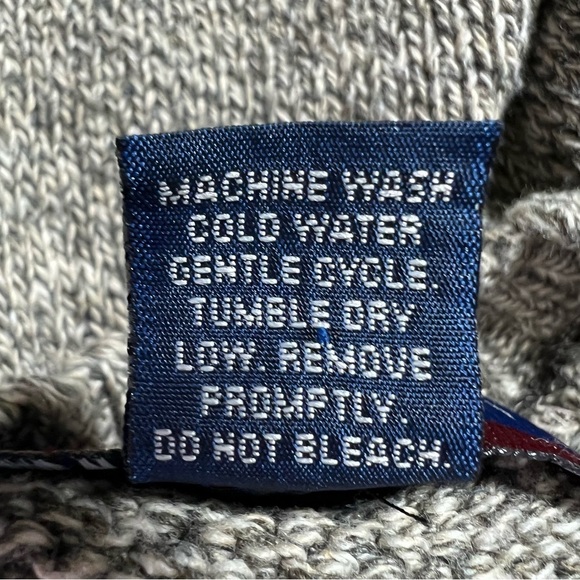 MACHINE WASH
COLD WATER
GENTLE CYCLE.
TUMBLE DRY
LOW. REMOVE
PROMPTLY.
DO NOT BLEACH.